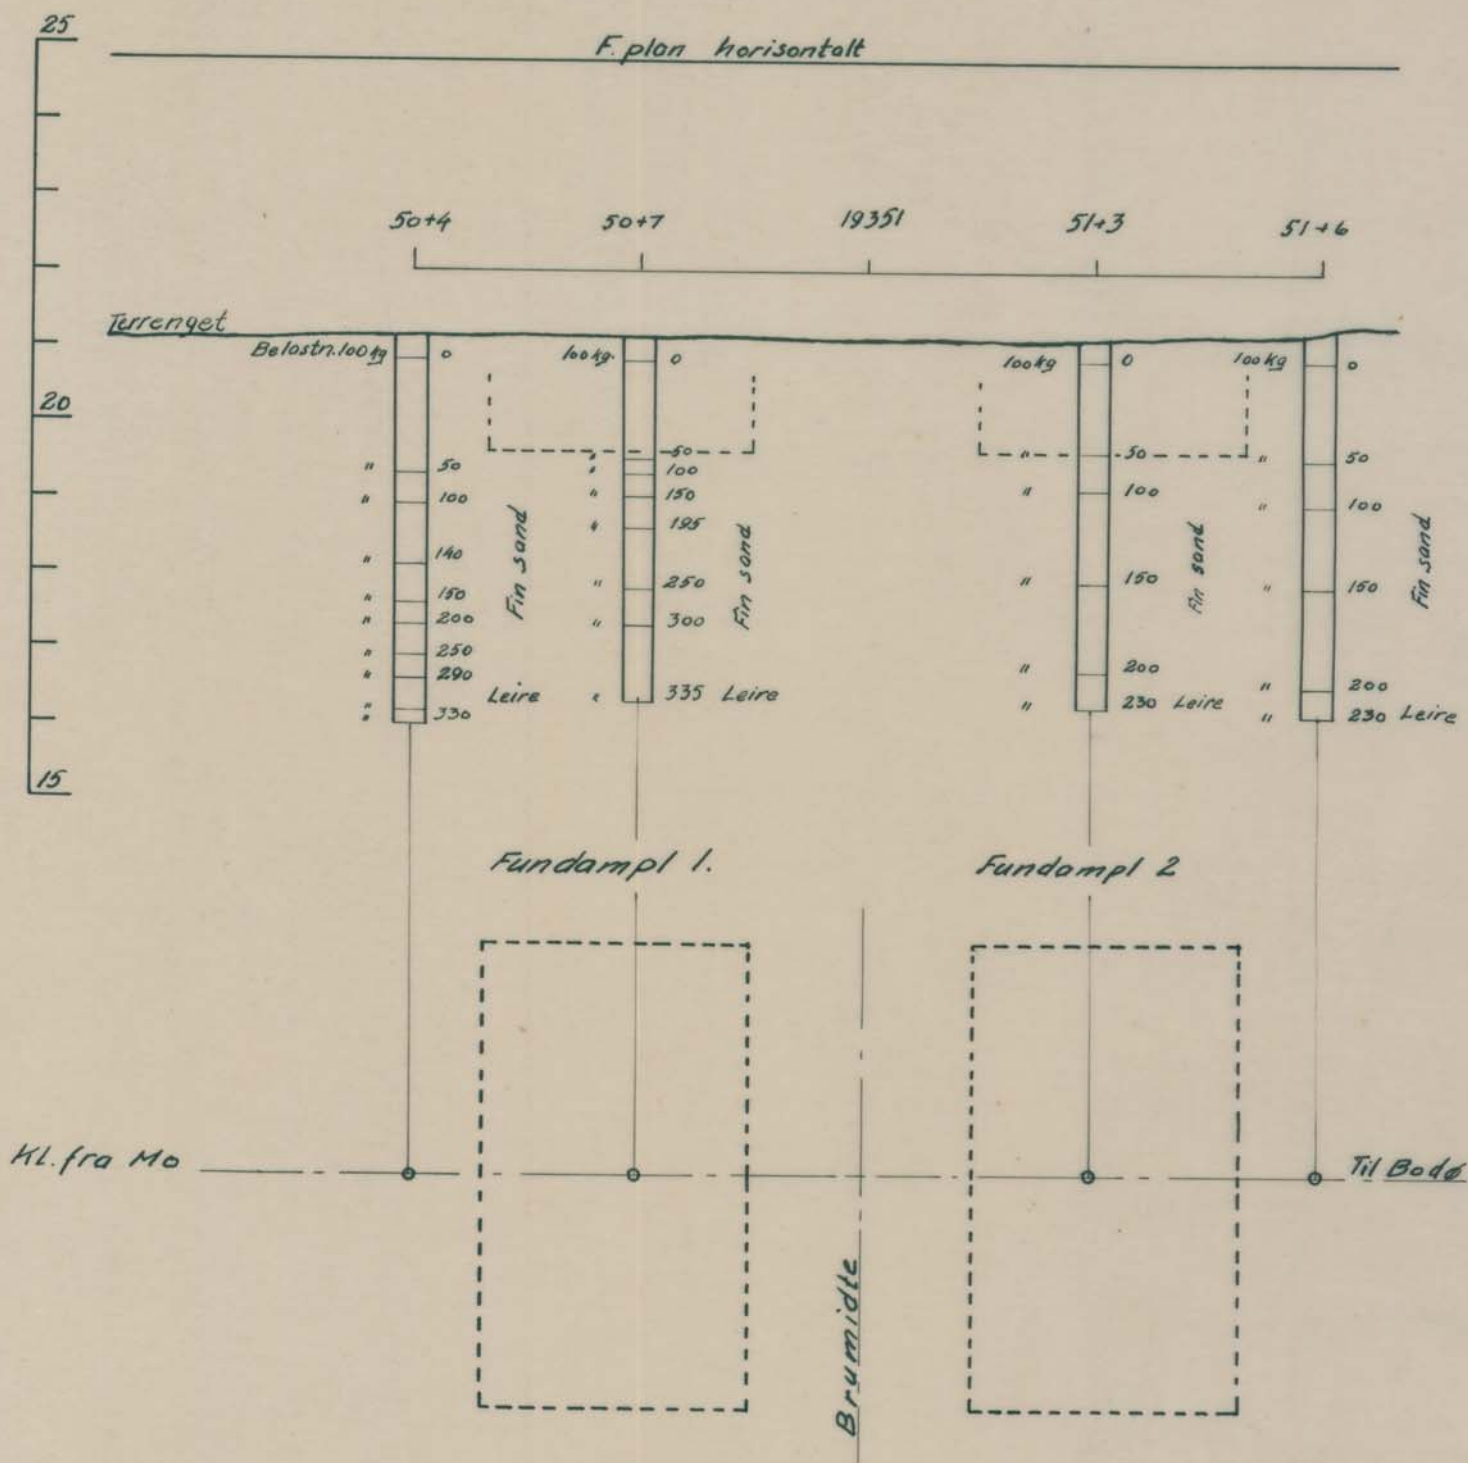 25
F. plan horisontalt
50+4 50+7 19351 51+3 51+6
Terrenget
Belastn. 100 kg 0 100 kg. 0 100 kg 0 100 kg 0
20
" 50 " 50 " 50 " 50
" 100 " 100 " 100 " 100
" 150
" 195
" 140
" 150 " 250 " 150 " 150
" 200 " 300
Fin sand Fin sand Fin sand Fin sand
" 250
" 290 " 200 " 200
Leire " 335 Leire " 230 Leire " 230 Leire
" 330
"
15
Fundampl 1. Fundampl 2
Kl. fra Mo Til Bodø
Brumidte